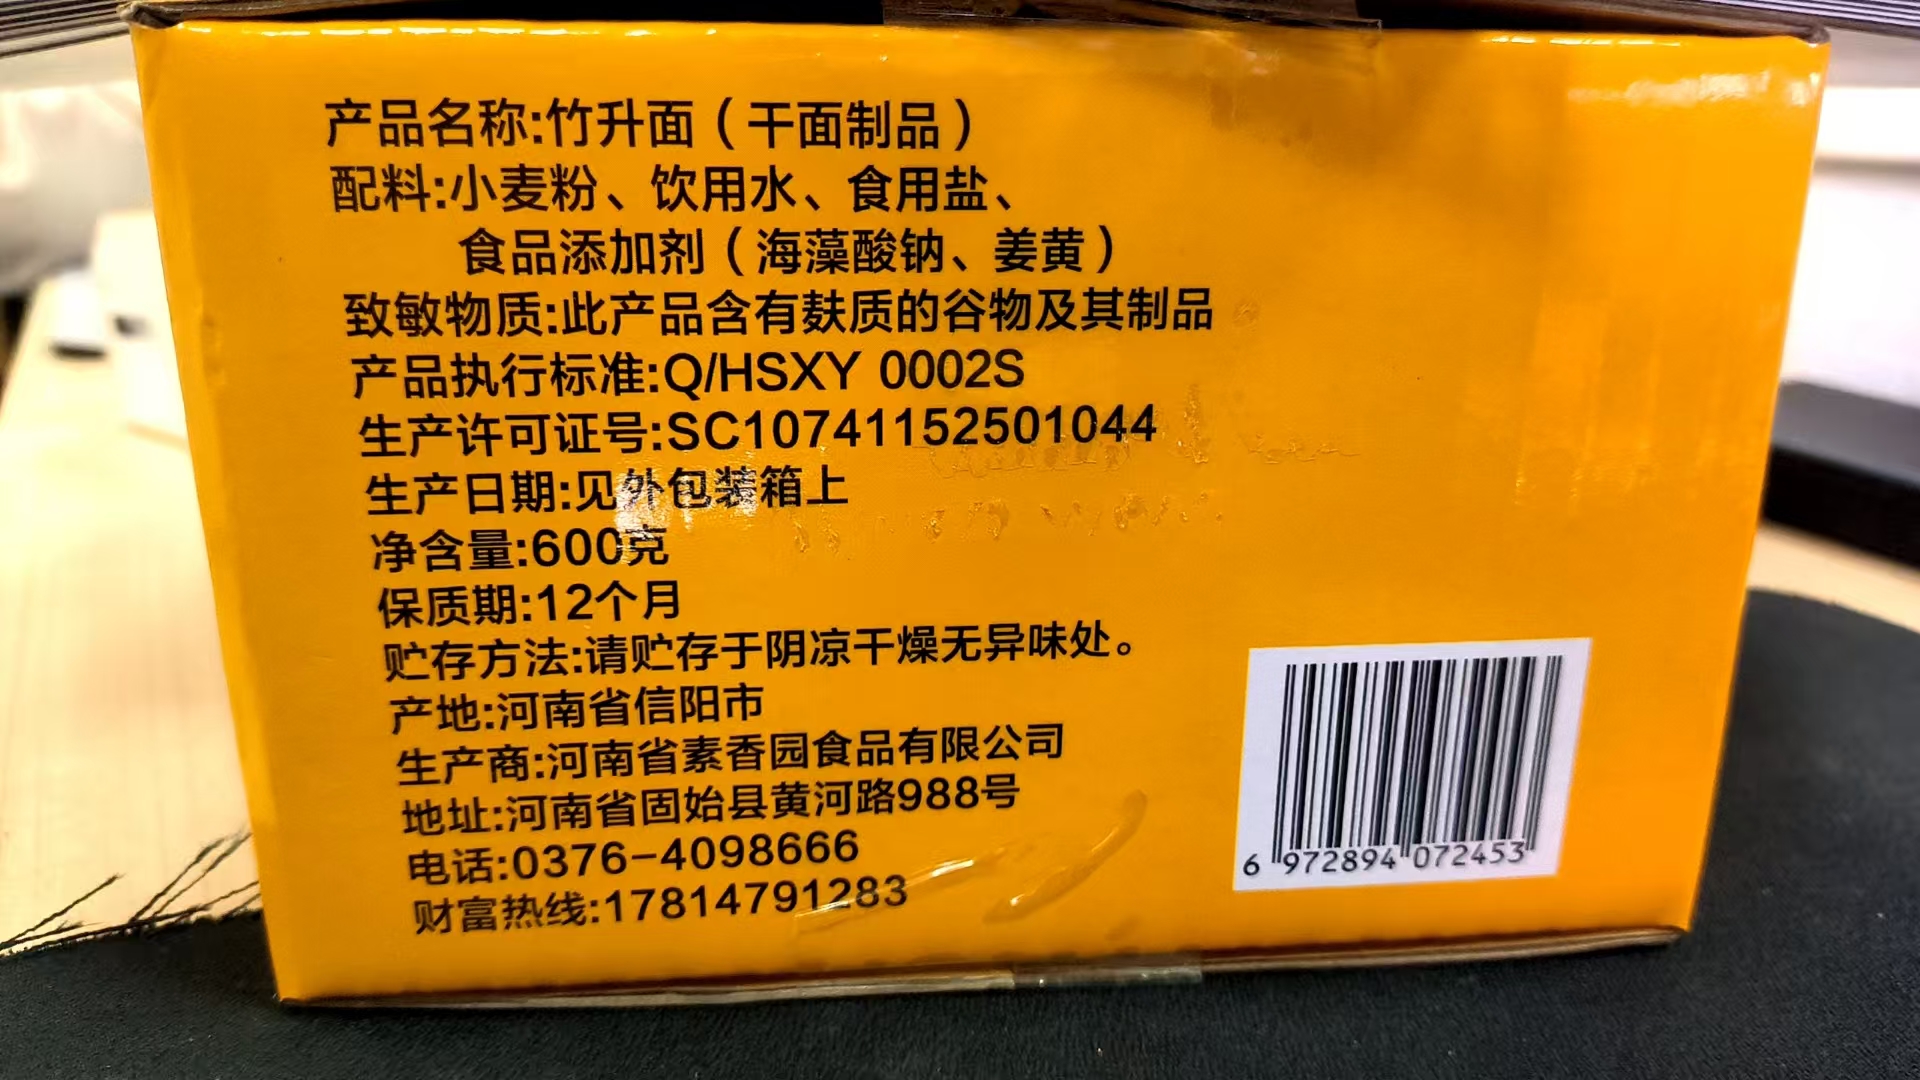 产品名称:竹升面（干面制品）
配料:小麦粉、饮用水、食用盐、
食品添加剂（海藻酸钠、姜黄）
致敏物质:此产品含有麸质的谷物及其制品
产品执行标准:Q/HSXY 0002S
生产许可证号:SC10741152501044
生产日期:见外包装箱上
净含量:600克
保质期:12个月
贮存方法:请贮存于阴凉干燥无异味处。
产地:河南省信阳市
生产商:河南省素香园食品有限公司
地址:河南省固始县黄河路988号
电话:0376-4098666
财富热线:17814791283
6 972894 072453